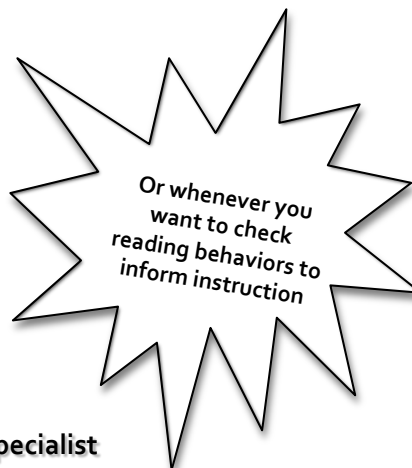 Or whenever you
want to check
reading behaviors to
inform instruction